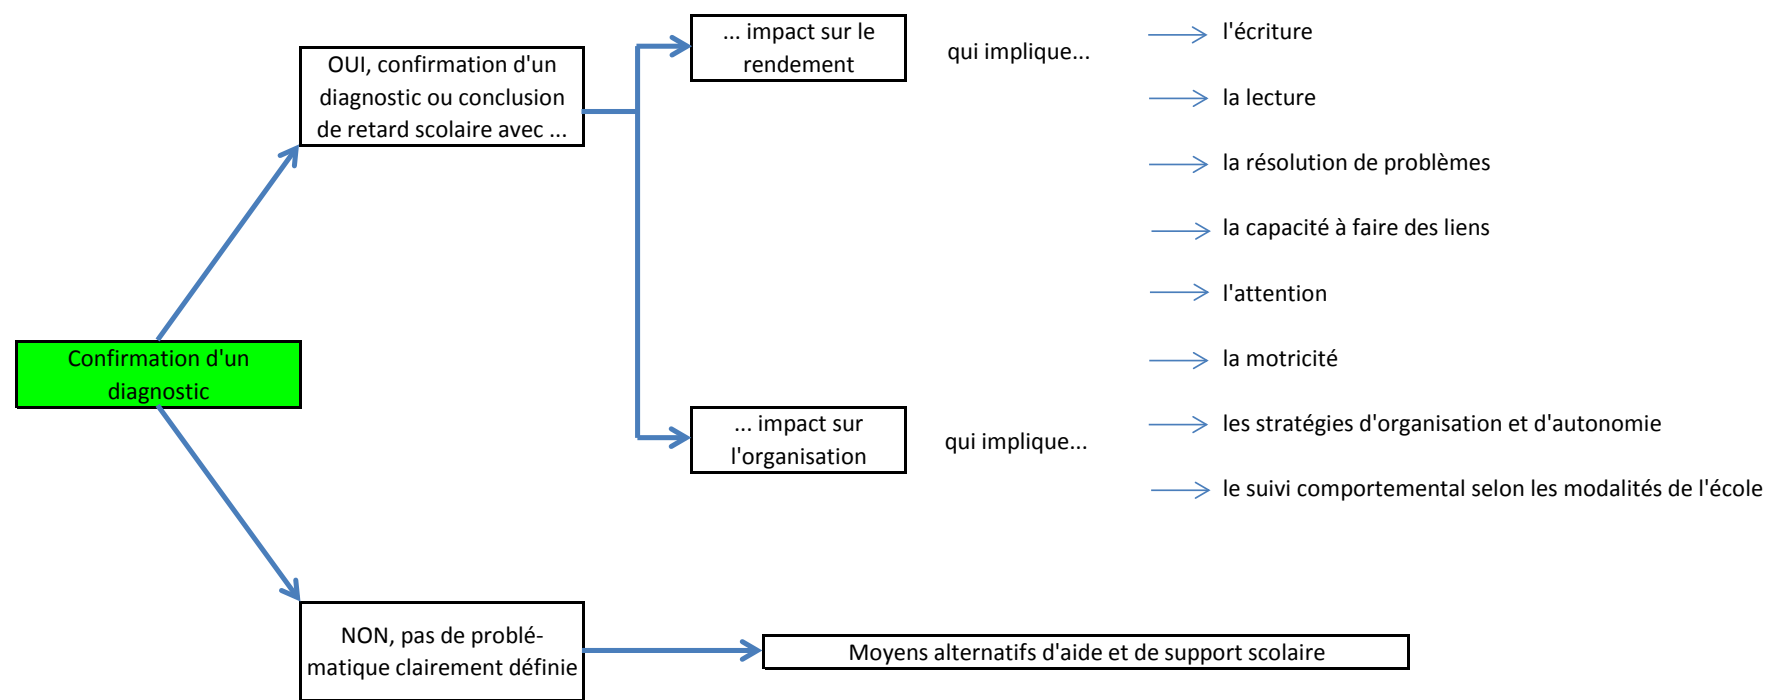 OUI, confirmation d'un
diagnostic ou conclusion
de retard scolaire avec ...
... impact sur le
rendement
qui implique...
l'écriture
la lecture
la résolution de problèmes
la capacité à faire des liens
l'attention
la motricité
les stratégies d'organisation et d'autonomie
le suivi comportemental selon les modalités de l'école
Confirmation d'un
diagnostic
... impact sur
l'organisation
qui implique...
NON, pas de problé-
matique clairement définie
Moyens alternatifs d'aide et de support scolaire